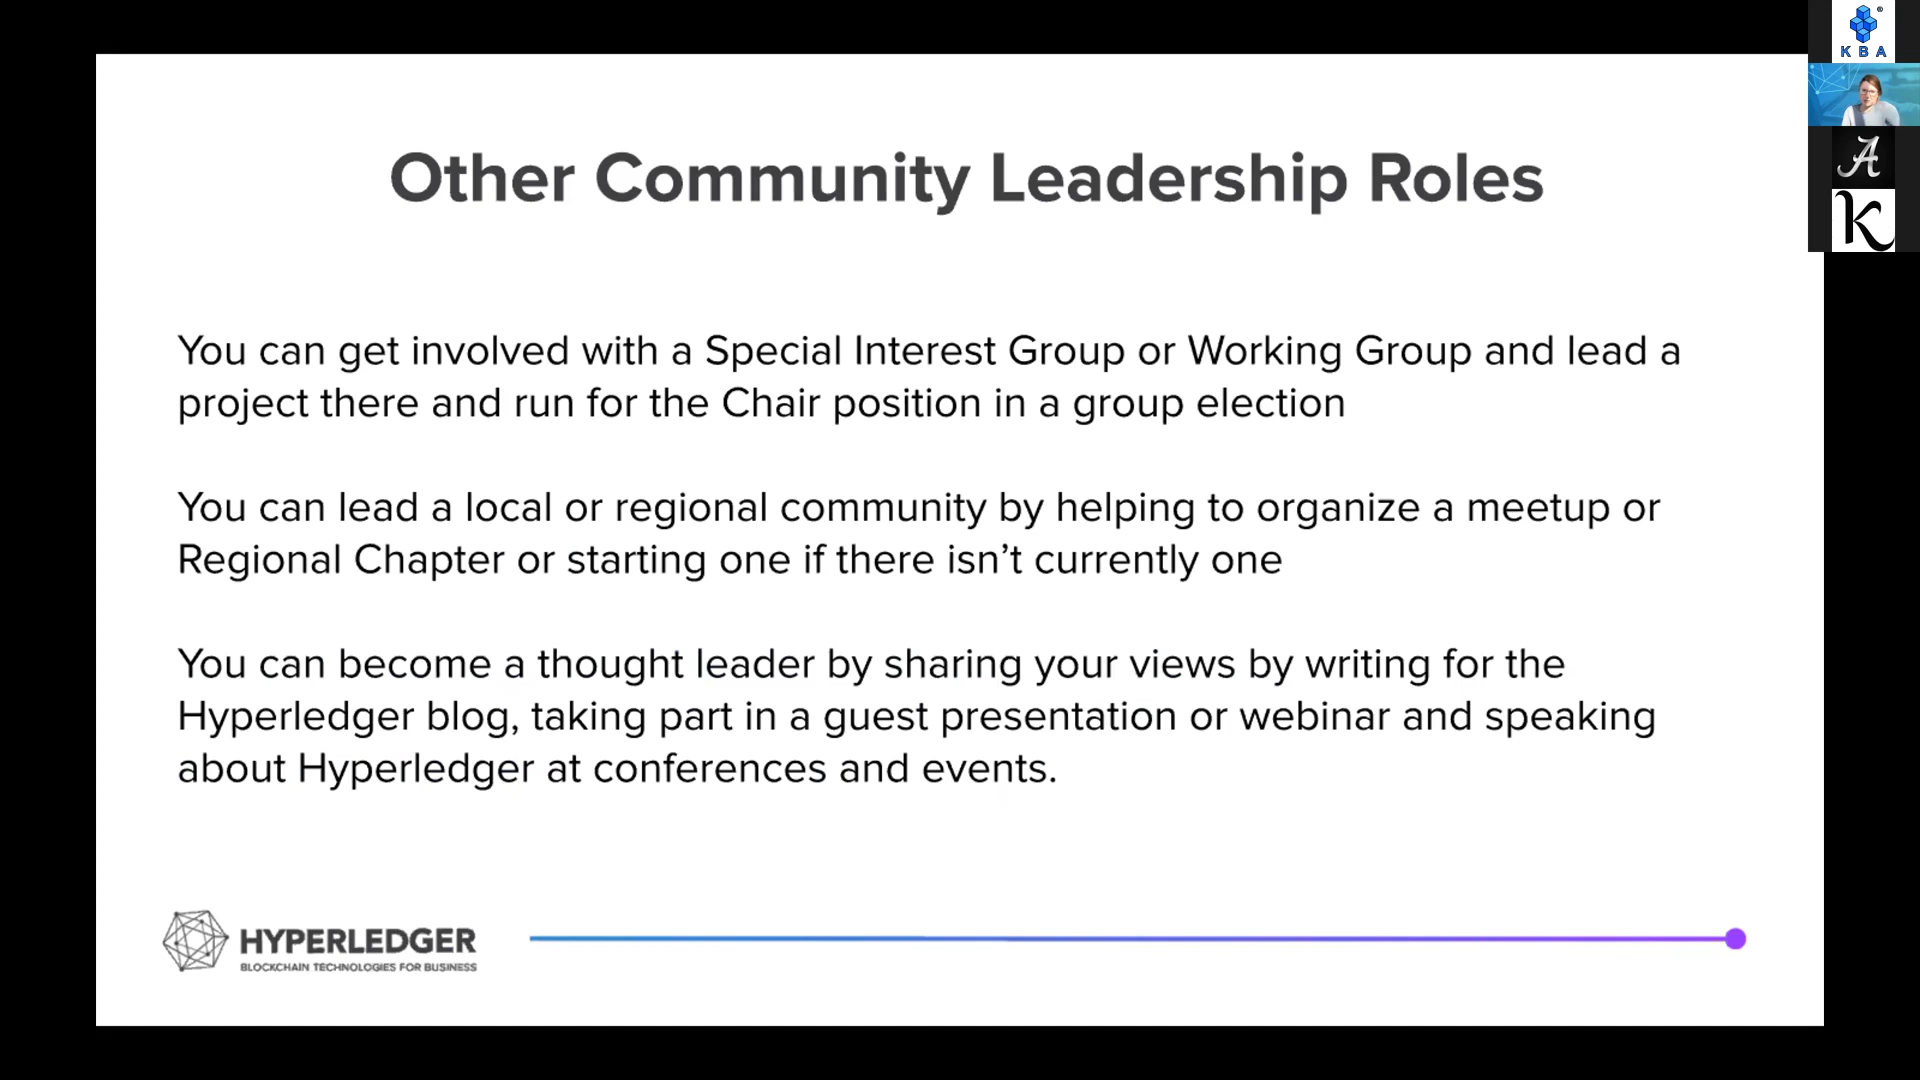 Other Community Leadership Roles
You can get involved with a Special Interest Group or Working Group and lead a
project there and run for the Chair position in a group election
You can lead a local or regional community by helping to organize a meetup or
Regional Chapter or starting one if there isn’t currently one
You can become a thought leader by sharing your views by writing for the
Hyperledger blog, taking part in a guest presentation or webinar and speaking
about Hyperledger at conferences and events.
HYPERLEDGER
BLOCKCHAIN TECHNOLOGIES FOR BUSINESS
®
KBA
A
K